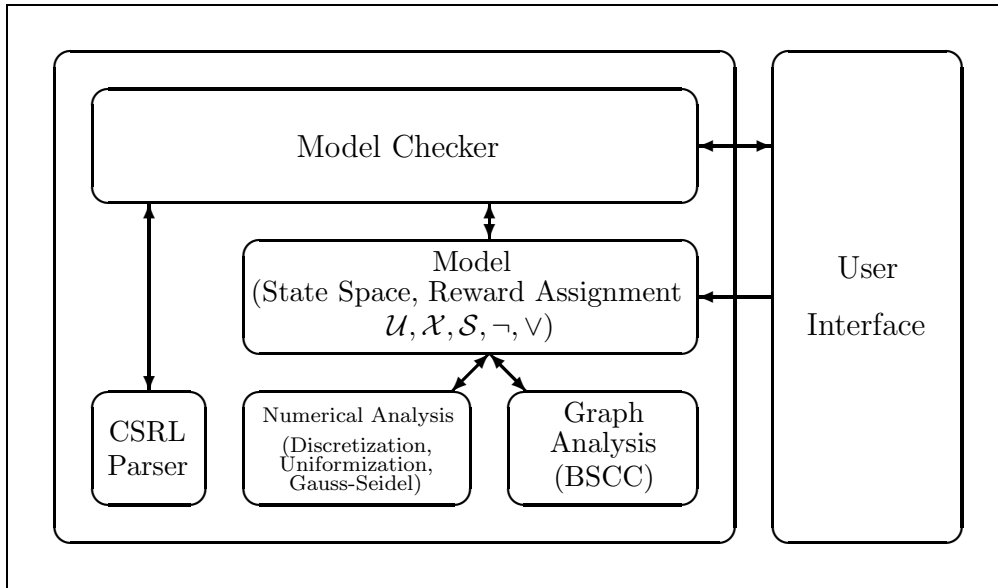 Model Checker
Model
(State Space, Reward Assignment
𝒰, 𝒳, 𝒮, ¬, ∨)
User
Interface
CSRL
Parser
Numerical Analysis
(Discretization,
Uniformization,
Gauss-Seidel)
Graph
Analysis
(BSCC)